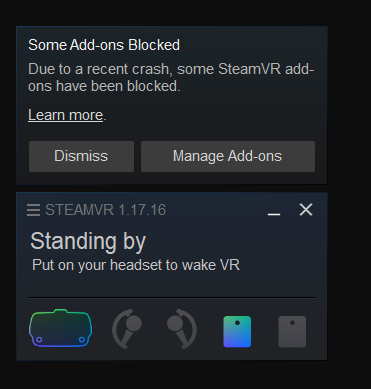 Some Add-ons Blocked
Due to a recent crash, some SteamVR add-
ons have been blocked.
Learn more.
Dismiss Manage Add-ons
STEAMVR 1.17.16
Standing by
Put on your headset to wake VR